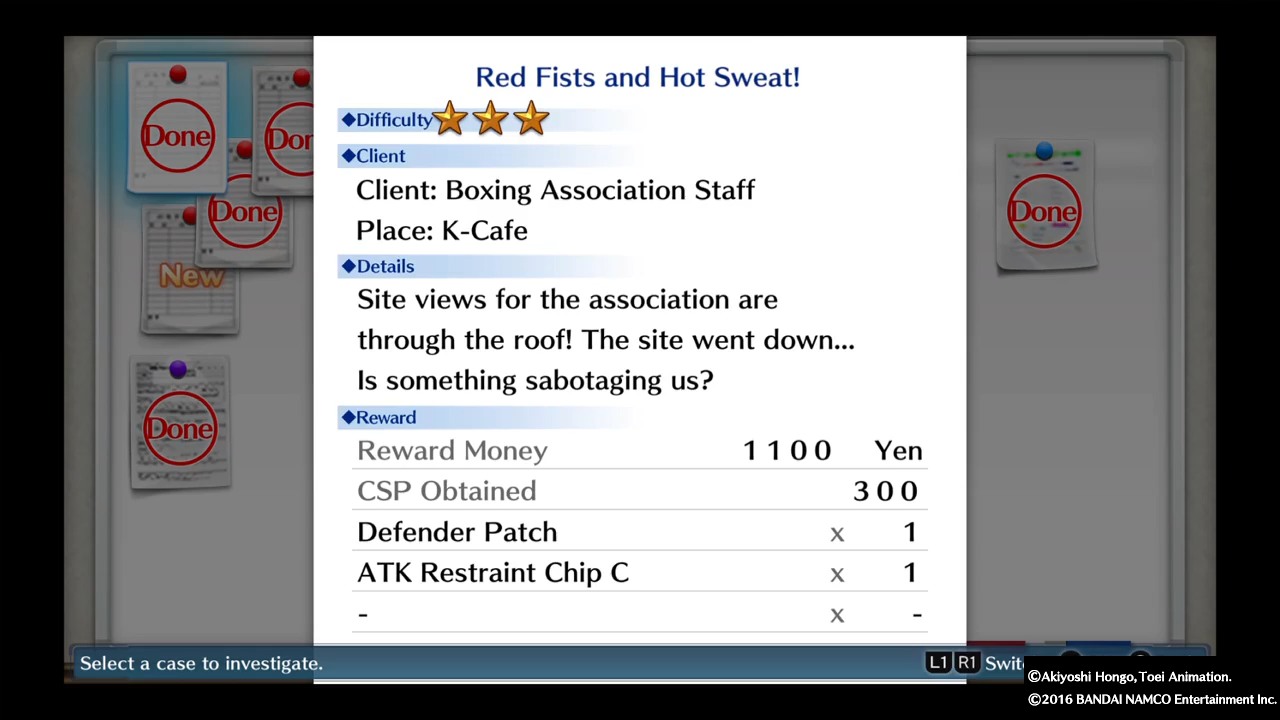 Red Fists and Hot Sweat!
◆Difficulty
◆Client
Client: Boxing Association Staff
Place: K-Cafe
◆Details
Site views for the association are
through the roof! The site went down...
Is something sabotaging us?
◆Reward
Reward Money 1100 Yen
CSP Obtained 300
Defender Patch x 1
ATK Restraint Chip C x 1
- x -
Done
Don
Done
New
Done
Done
Select a case to investigate.
L1 R1 Swit
©Akiyoshi Hongo, Toei Animation.
©2016 BANDAI NAMCO Entertainment Inc.